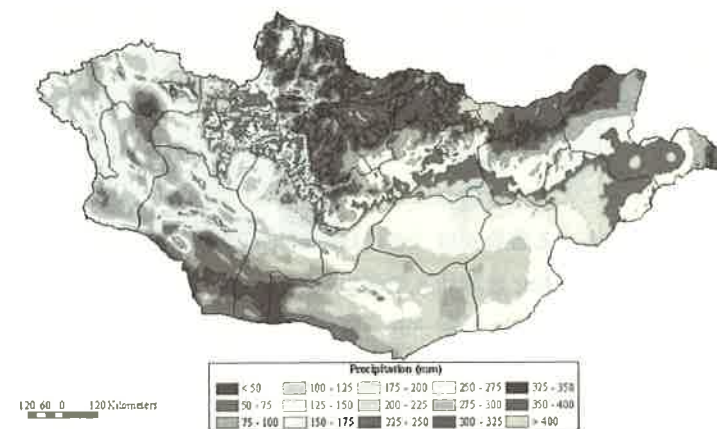 Precipitation (mm)
< 50 100 - 125 175 - 200 250 - 275 325 - 350
50 - 75 125 - 150 200 - 225 275 - 300 350 - 400
75 - 100 150 - 175 225 - 250 300 - 325 > 400
120 60 0 120 Kilometers